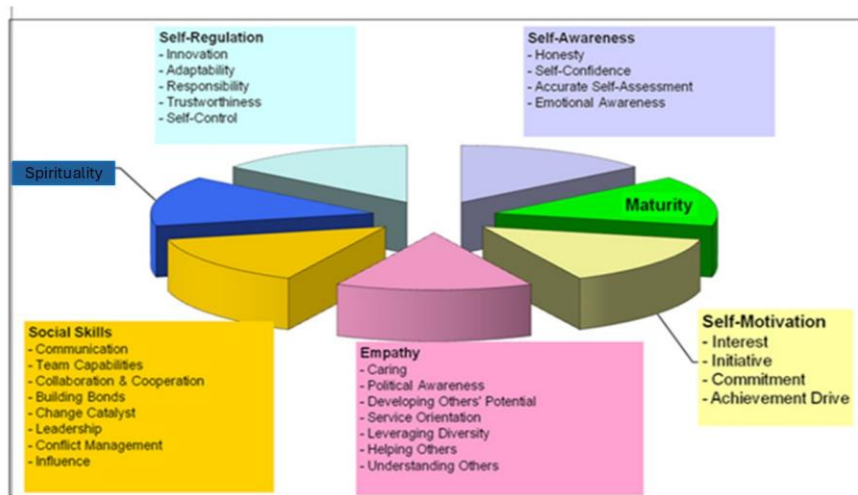 Self-Regulation
- Innovation
- Adaptability
- Responsibility
- Trustworthiness
- Self-Control
Self-Awareness
- Honesty
- Self-Confidence
- Accurate Self-Assessment
- Emotional Awareness
Spirituality
Maturity
Social Skills
- Communication
- Team Capabilities
- Collaboration & Cooperation
- Building Bonds
- Change Catalyst
- Leadership
- Conflict Management
- Influence
Empathy
- Caring
- Political Awareness
- Developing Others' Potential
- Service Orientation
- Leveraging Diversity
- Helping Others
- Understanding Others
Self-Motivation
- Interest
- Initiative
- Commitment
- Achievement Drive